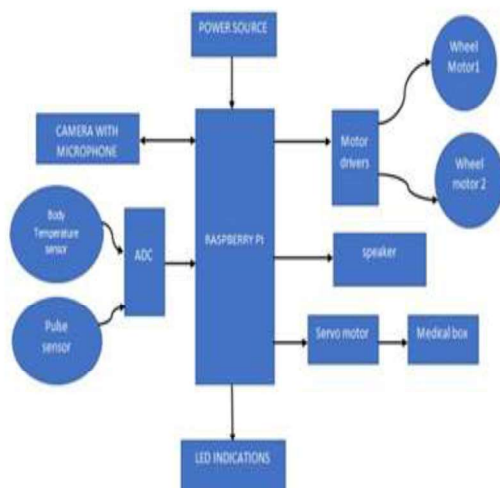 POWER SOURCE
Wheel
Motor1
CAMERA WITH
MICROPHONE
Motor
drivers
Wheel
motor 2
Body
Temperature
sensor
ADC
RASPBERRY PI
speaker
Pulse
sensor
Servo motor
Medical box
LED INDICATIONS